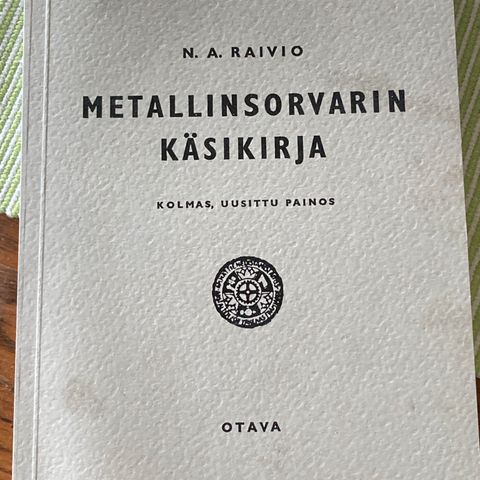 N. A. RAIVIO
METALLINSORVARIN
KÄSIKIRJA
KOLMAS, UUSITTU PAINOS
OTAVA